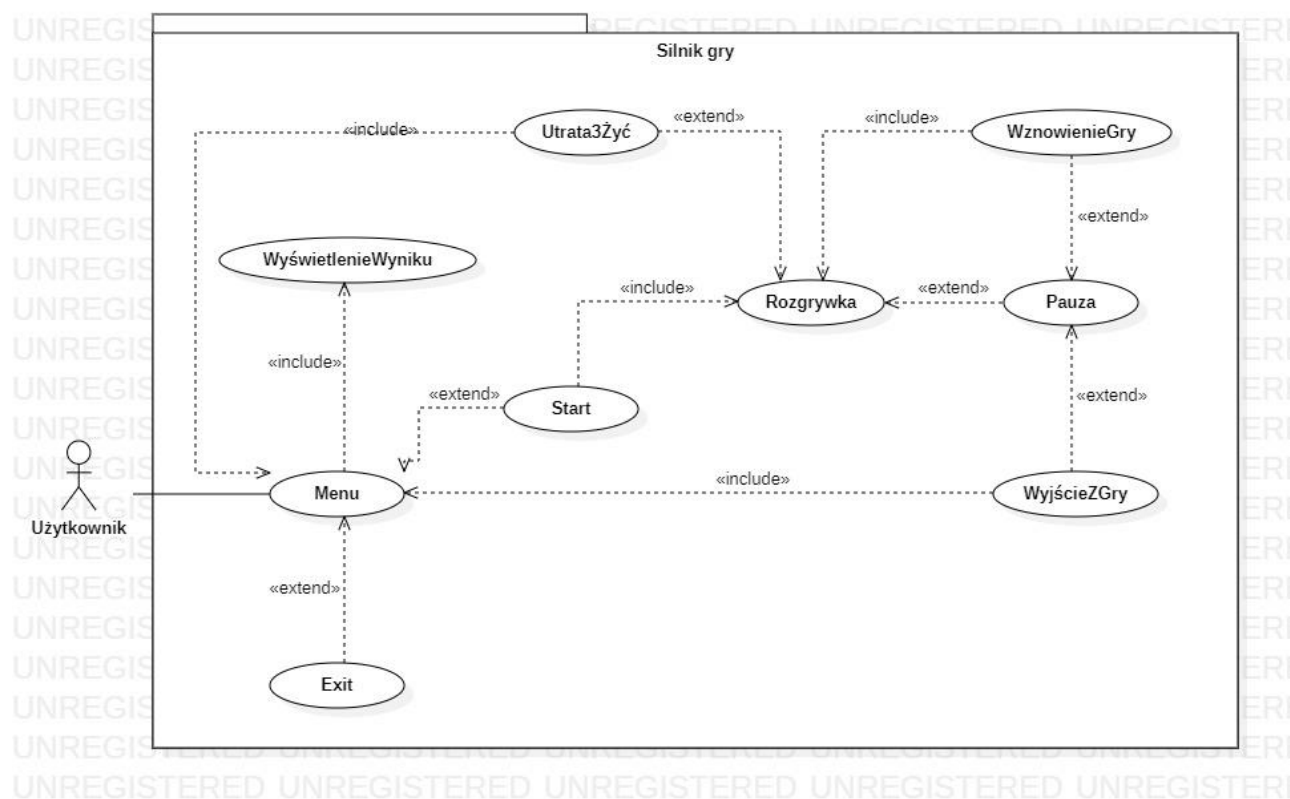 Silnik gry
«include»
Utrata3Żyć
«extend»
«include»
WznowienieGry
«extend»
WyświetlenieWyniku
«include»
Rozgrywka
«extend»
Pauza
«include»
«extend»
Start
«extend»
Użytkownik
Menu
«include»
WyjścieZGry
«extend»
Exit
UNREGISTERED UNREGISTERED UNREGISTERED UNREGISTERED